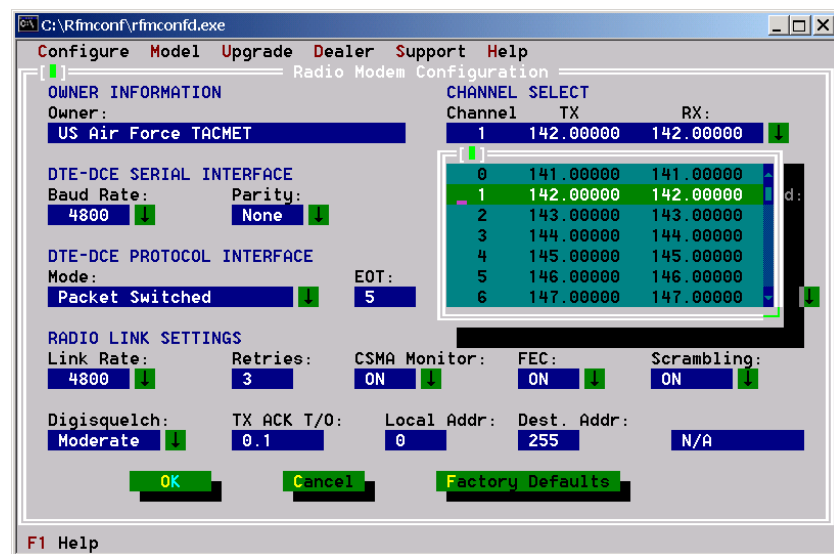 C:\Rfmconf\rfmconfd.exe
Configure Model Upgrade Dealer Support Help
Radio Modem Configuration
OWNER INFORMATION
CHANNEL SELECT
Owner:
Channel TX RX:
US Air Force TACMET
1 142.00000 142.00000
0 141.00000 141.00000
1 142.00000 142.00000
2 143.00000 143.00000
3 144.00000 144.00000
4 145.00000 145.00000
5 146.00000 146.00000
6 147.00000 147.00000
d:
DTE-DCE SERIAL INTERFACE
Baud Rate: Parity:
4800 None
DTE-DCE PROTOCOL INTERFACE
Mode: EOT:
Packet Switched 5
RADIO LINK SETTINGS
Link Rate: Retries: CSMA Monitor: FEC: Scrambling:
4800 3 ON ON ON
Digisquelch: TX ACK T/O: Local Addr: Dest. Addr:
Moderate 0.1 0 255 N/A
OK Cancel Factory Defaults
F1 Help